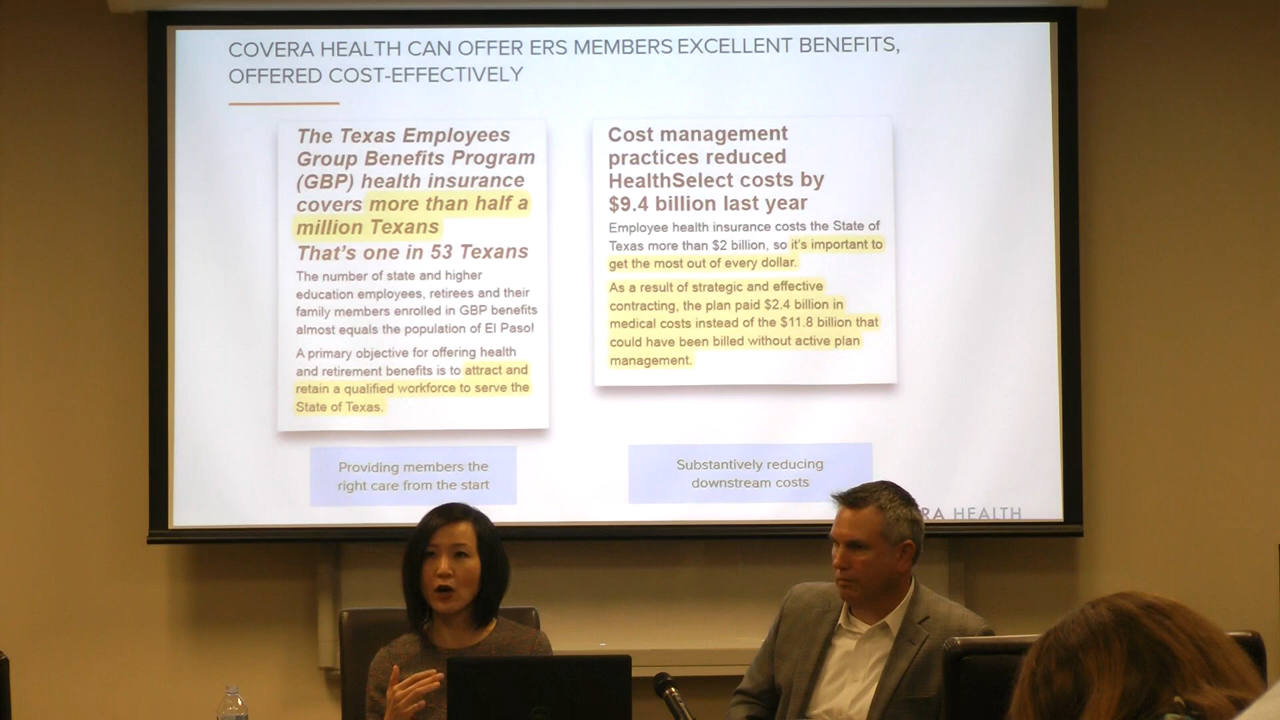 COVERA HEALTH CAN OFFER ERS MEMBERS EXCELLENT BENEFITS,
OFFERED COST-EFFECTIVELY
The Texas Employees
Group Benefits Program
(GBP) health insurance
covers more than half a
million Texans
That's one in 53 Texans
The number of state and higher
education employees, retirees and their
family members enrolled in GBP benefits
almost equals the population of El Paso!
A primary objective for offering health
and retirement benefits is to attract and
retain a qualified workforce to serve the
State of Texas.
Providing members the
right care from the start
Cost management
practices reduced
HealthSelect costs by
$9.4 billion last year
Employee health insurance costs the State of
Texas more than $2 billion, so it's important to
get the most out of every dollar.
As a result of strategic and effective
contracting, the plan paid $2.4 billion in
medical costs instead of the $11.8 billion that
could have been billed without active plan
management.
Substantively reducing
downstream costs
RA HEALTH